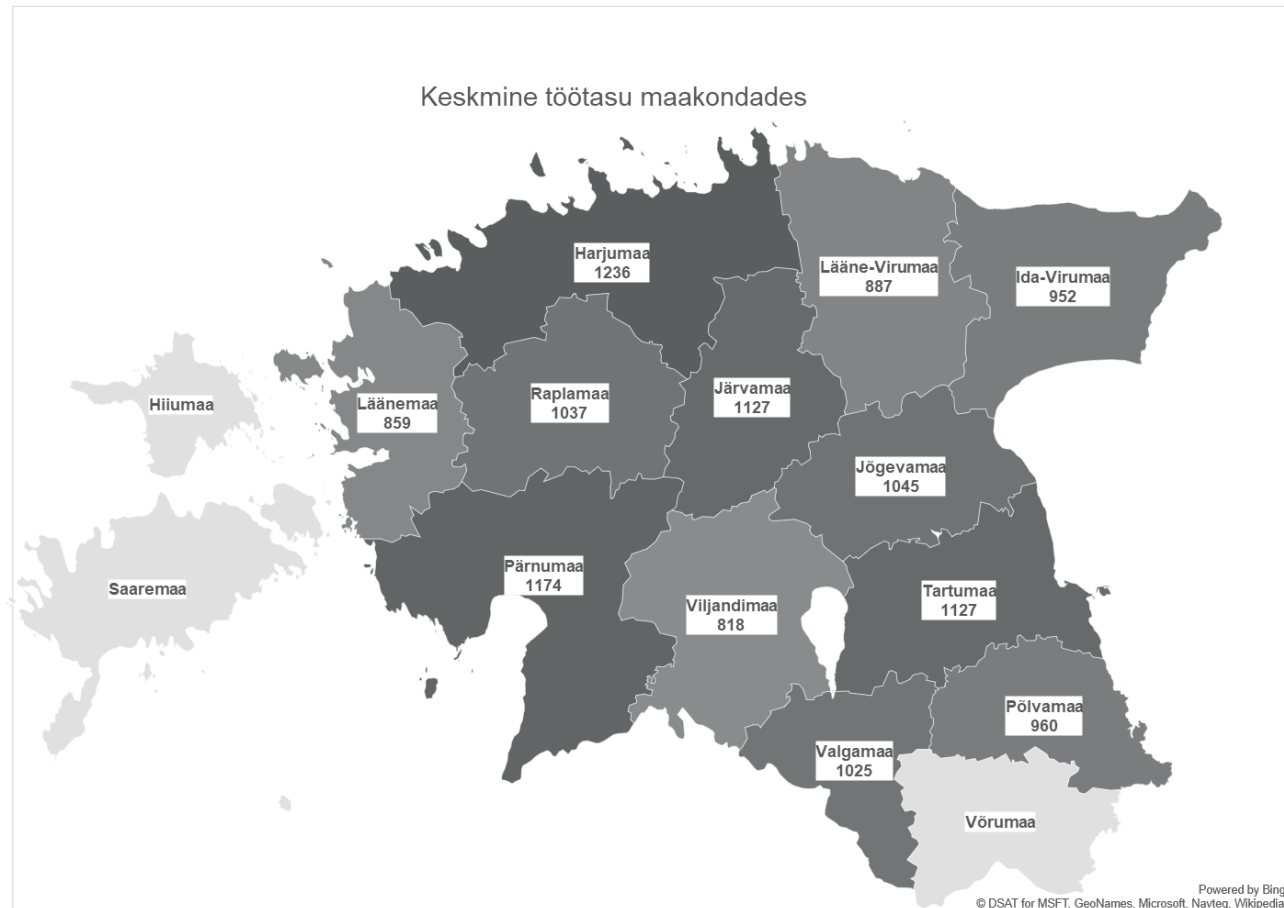 Keskmine töötasu maakondades
Harjumaa
1236
Lääne-Virumaa
887
Ida-Virumaa
952
Hiiumaa
Läänemaa
859
Raplamaa
1037
Järvamaa
1127
Jõgevamaa
1045
Saaremaa
Pärnumaa
1174
Viljandimaa
818
Tartumaa
1127
Põlvamaa
960
Valgamaa
1025
Võrumaa
Powered by Bing
© DSAT for MSFT, GeoNames, Microsoft, Navteq, Wikipedia